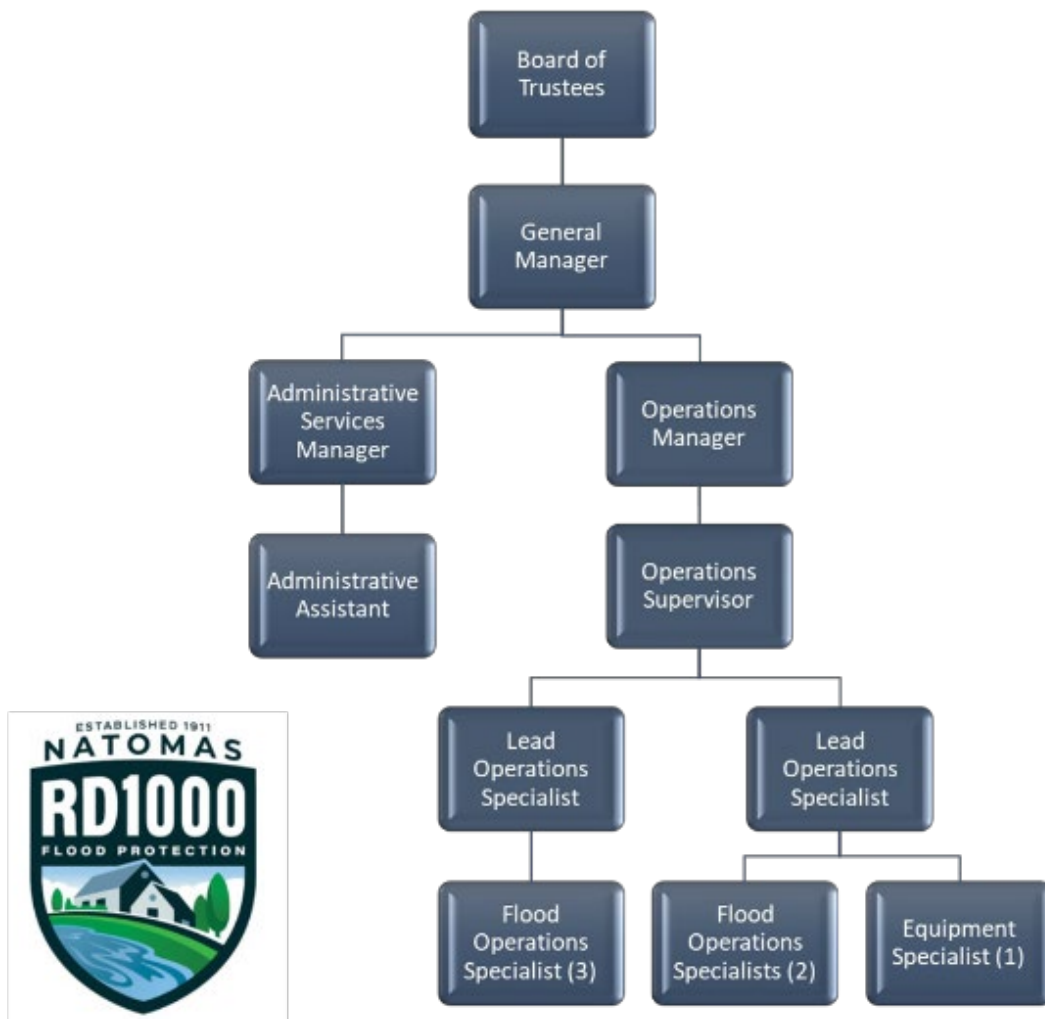 Board of
Trustees
General
Manager
Administrative
Services
Manager
Operations
Manager
Administrative
Assistant
Operations
Supervisor
Lead
Operations
Specialist
Lead
Operations
Specialist
Flood
Operations
Specialist (3)
Flood
Operations
Specialists (2)
Equipment
Specialist (1)
ESTABLISHED 1911
NATOMAS
RD1000
FLOOD PROTECTION